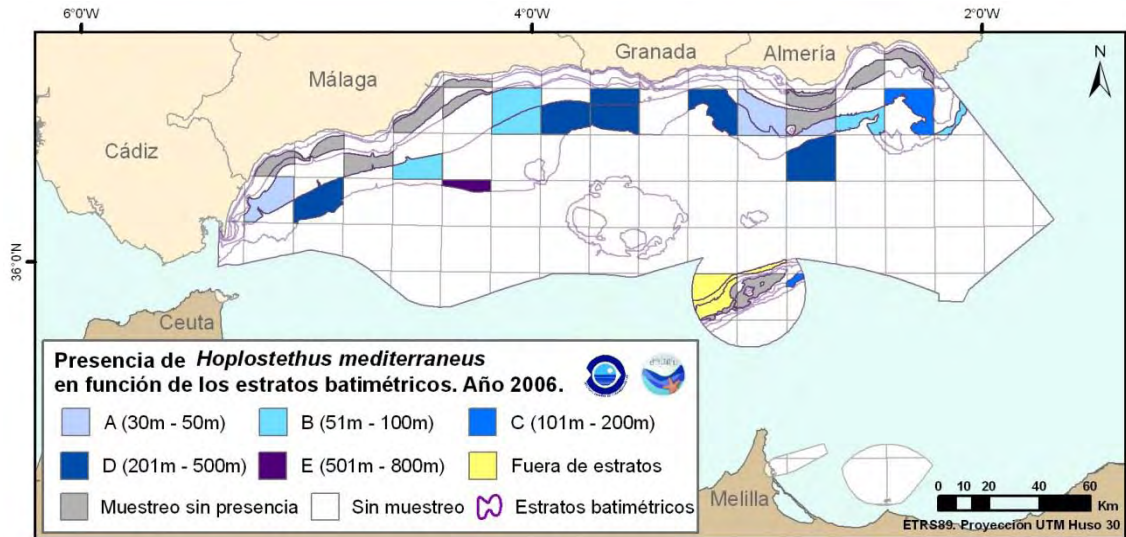 6°0'O
4°0'O
2°0'O
Granada
Almería
N
Málaga
Cádiz
36°0'N
Ceuta
Presencia de Hoplostethus mediterraneus
en función de los estratos batimétricos. Año 2006.
A (30m - 50m)
B (51m - 100m)
C (101m - 200m)
D (201m - 500m)
E (501m - 800m)
Fuera de estratos
Muestreo sin presencia
Sin muestreo
Estratos batimétricos
Melilla
0 10 20 40 60
Km
ETRS89. Proyección UTM Huso 30